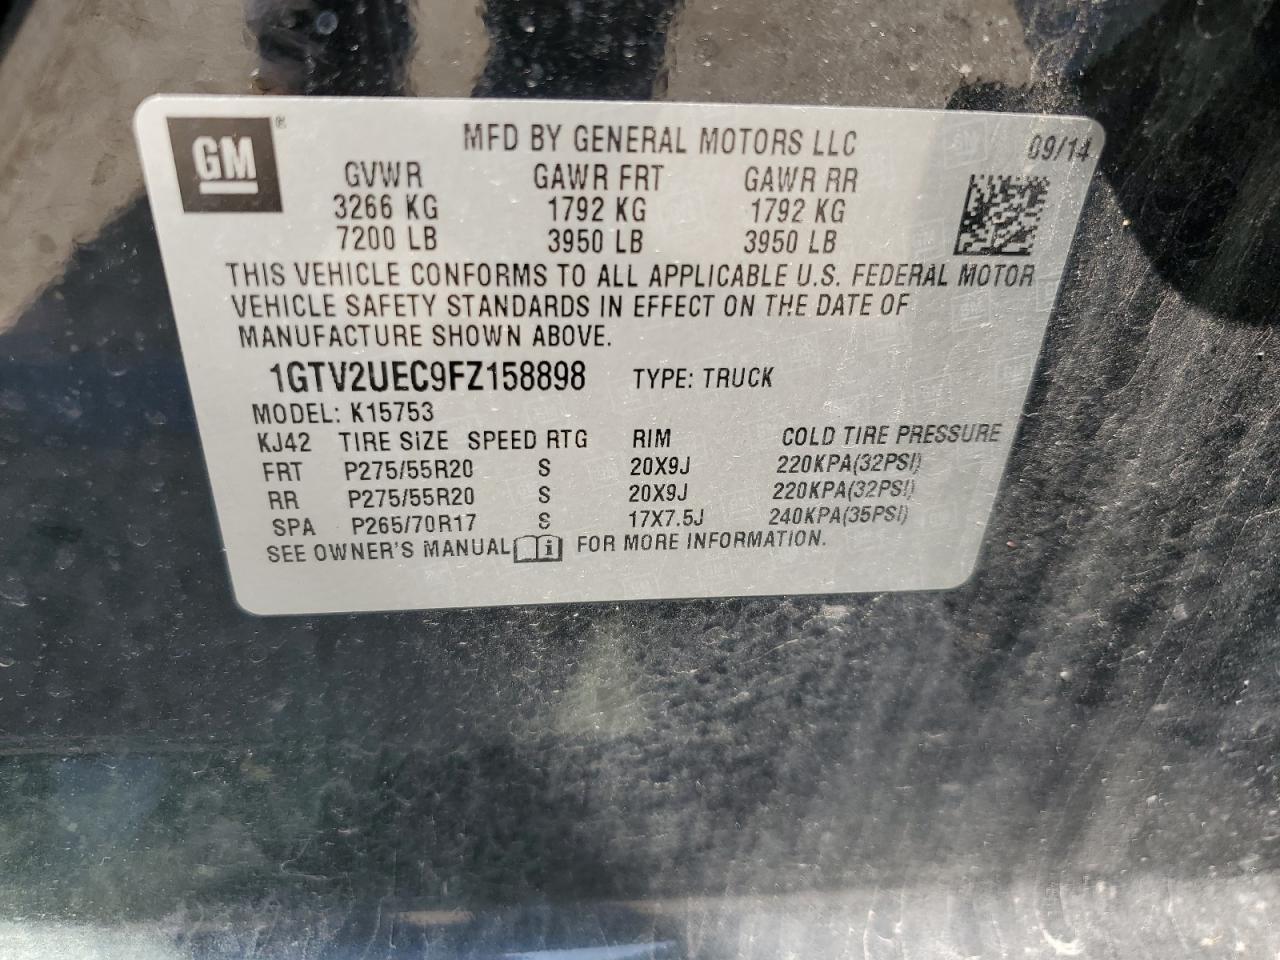 GM®
MFD BY GENERAL MOTORS LLC 09/14
GVWR GAWR FRT GAWR RR
3266 KG 1792 KG 1792 KG
7200 LB 3950 LB 3950 LB
THIS VEHICLE CONFORMS TO ALL APPLICABLE U.S. FEDERAL MOTOR
VEHICLE SAFETY STANDARDS IN EFFECT ON THE DATE OF
MANUFACTURE SHOWN ABOVE.
1GTV2UEC9FZ158898 TYPE: TRUCK
MODEL: K15753
KJ42 TIRE SIZE SPEED RTG RIM COLD TIRE PRESSURE
FRT P275/55R20 S 20X9J 220KPA(32PSI)
RR P275/55R20 S 20X9J 220KPA(32PSI)
SPA P265/70R17 S 17X7.5J 240KPA(35PSI)
SEE OWNER'S MANUAL i FOR MORE INFORMATION.